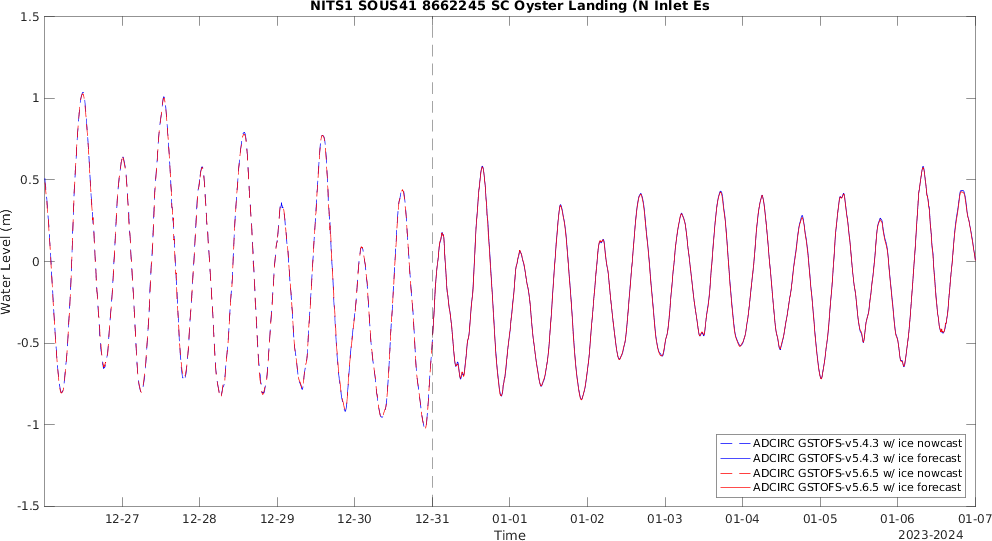 NITS1 SOUS41 8662245 SC Oyster Landing (N Inlet Es
1.5
1
0.5
0
-0.5
-1
-1.5
Water Level (m)
12-27 12-28 12-29 12-30 12-31 01-01 01-02 01-03 01-04 01-05 01-06 01-07
Time
2023-2024
ADCIRC GSTOFS-v5.4.3 w/ ice nowcast
ADCIRC GSTOFS-v5.4.3 w/ ice forecast
ADCIRC GSTOFS-v5.6.5 w/ ice nowcast
ADCIRC GSTOFS-v5.6.5 w/ ice forecast